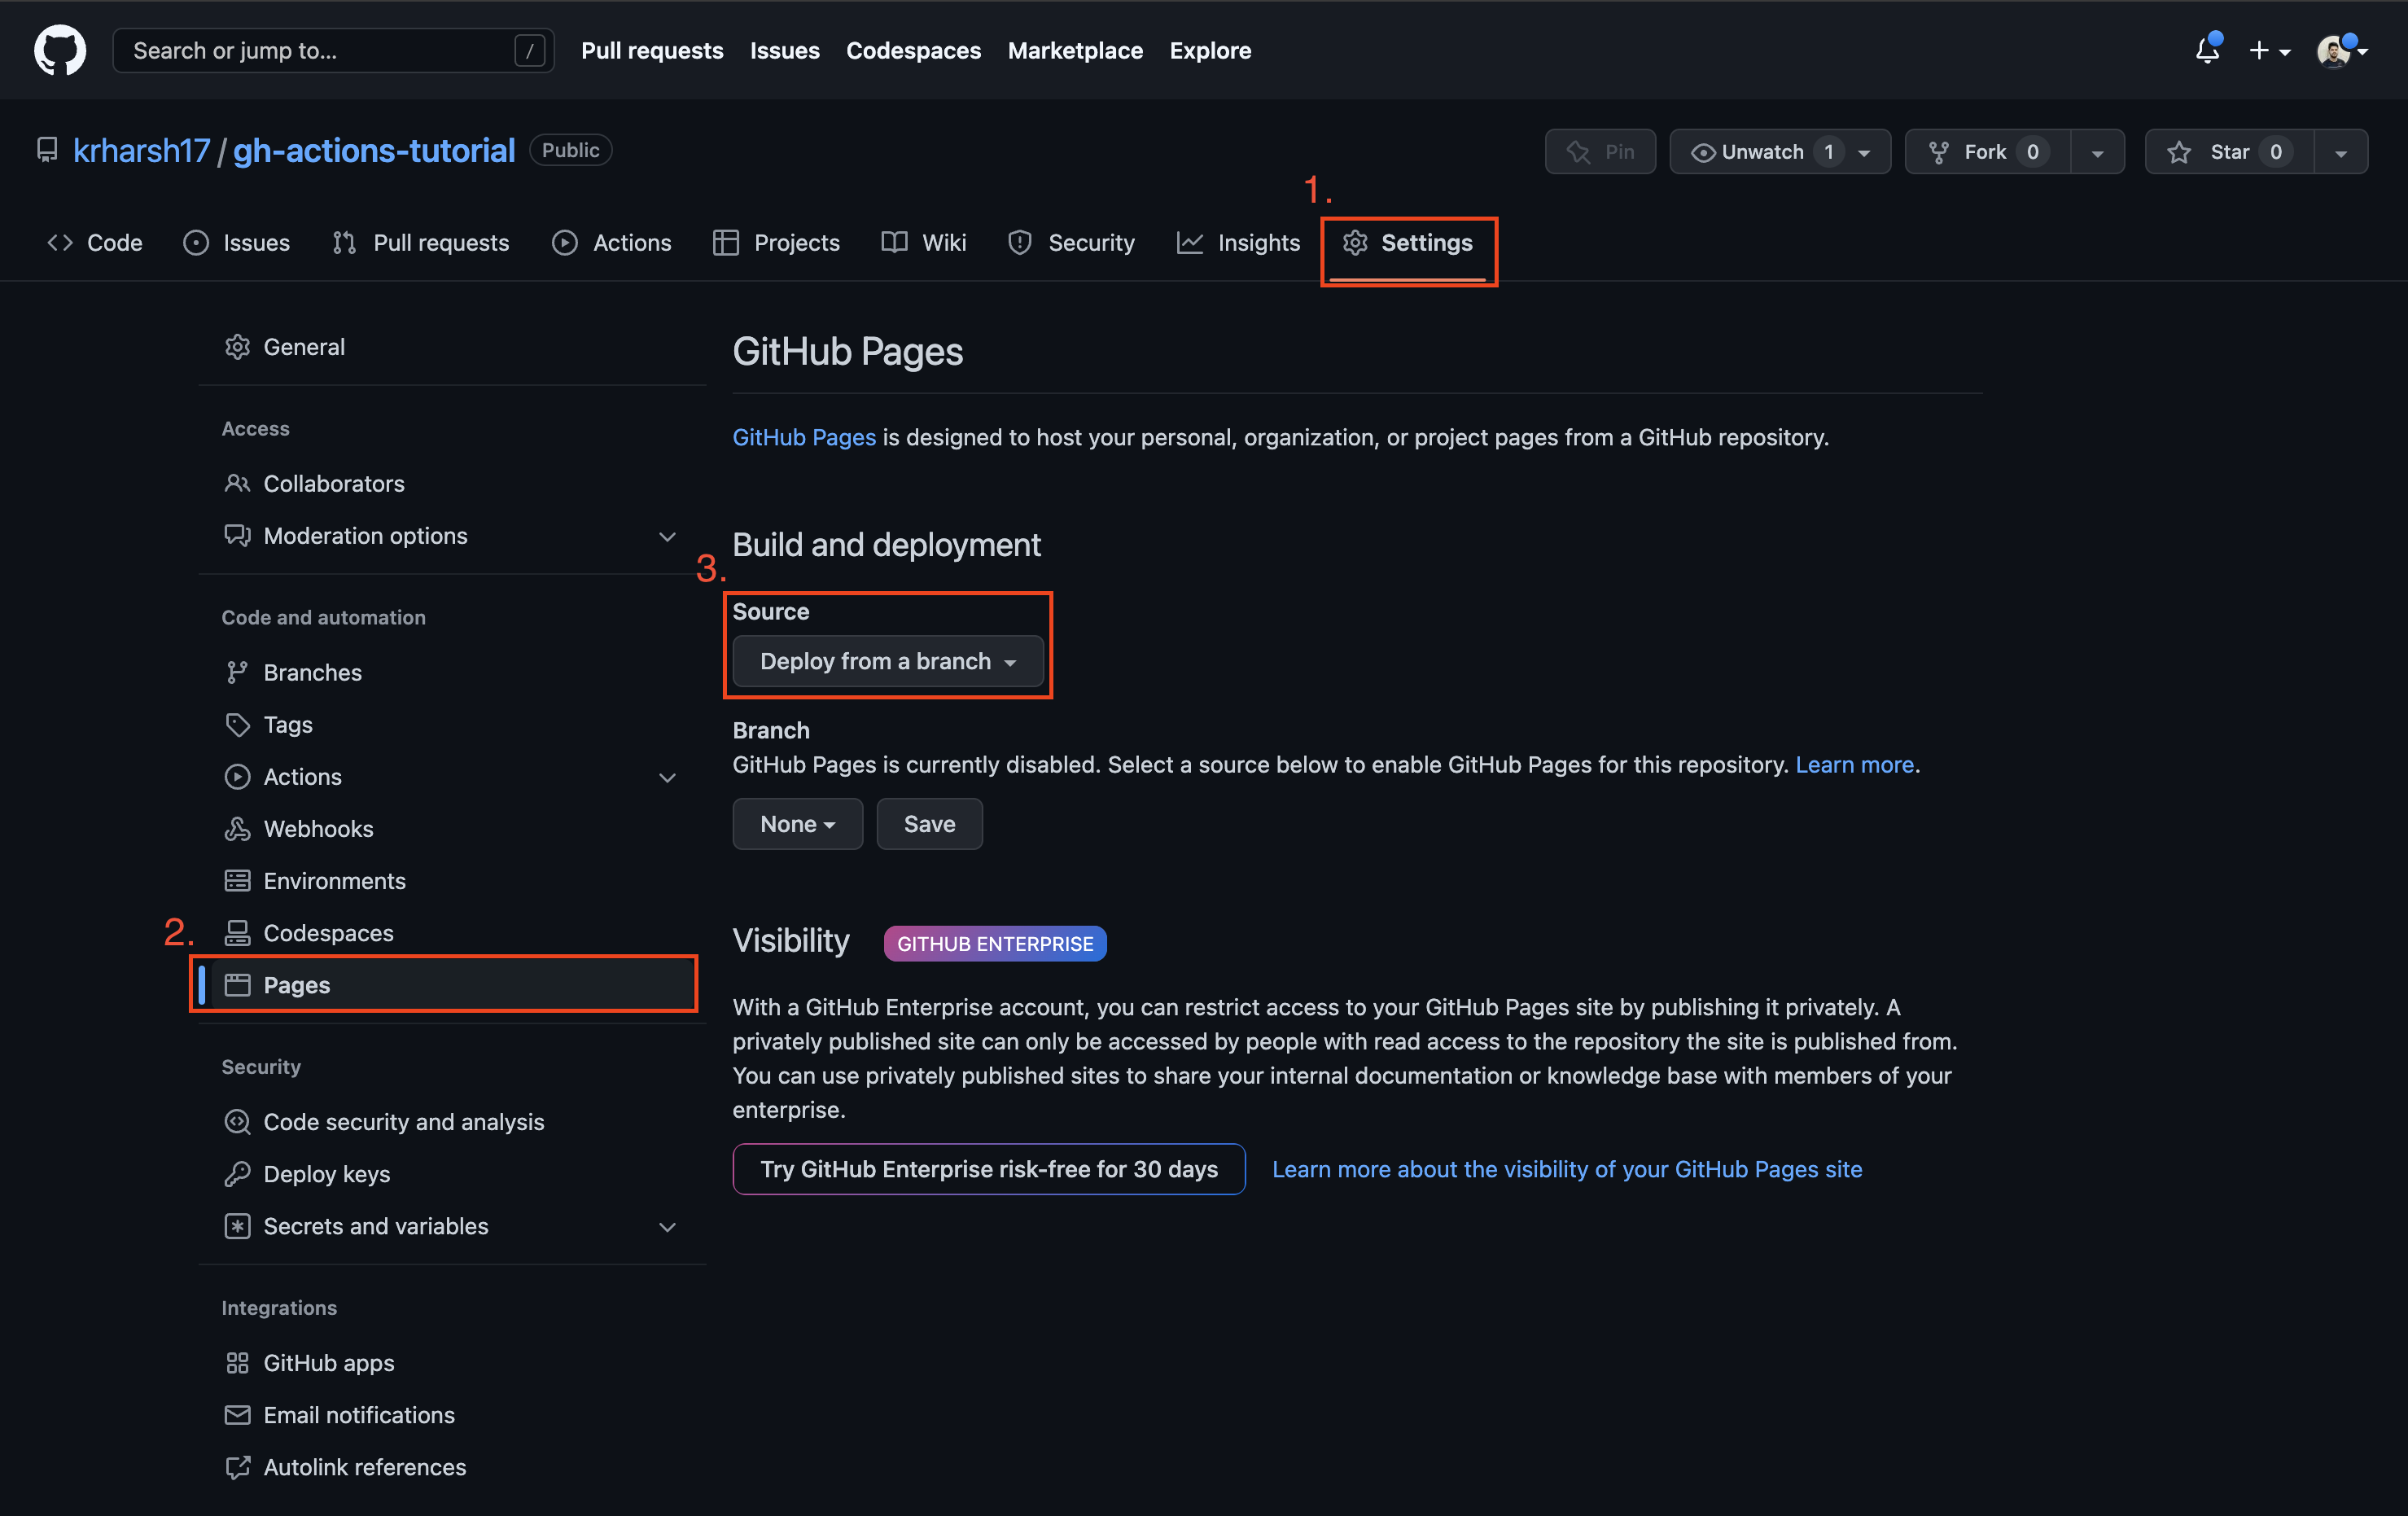 Search or jump to... /
Pull requests Issues Codespaces Marketplace Explore
krharsh17 / gh-actions-tutorial Public
Pin Unwatch 1 Fork 0 Star 0
1.
Code Issues Pull requests Actions Projects Wiki Security Insights Settings
General
Access
Collaborators
Moderation options
Code and automation
Branches
Tags
Actions
Webhooks
Environments
Codespaces
2.
Pages
Security
Code security and analysis
Deploy keys
Secrets and variables
Integrations
GitHub apps
Email notifications
Autolink references
GitHub Pages
GitHub Pages is designed to host your personal, organization, or project pages from a GitHub repository.
Build and deployment
3.
Source
Deploy from a branch
Branch
GitHub Pages is currently disabled. Select a source below to enable GitHub Pages for this repository. Learn more.
None Save
Visibility GITHUB ENTERPRISE
With a GitHub Enterprise account, you can restrict access to your GitHub Pages site by publishing it privately. A
privately published site can only be accessed by people with read access to the repository the site is published from.
You can use privately published sites to share your internal documentation or knowledge base with members of your
enterprise.
Try GitHub Enterprise risk-free for 30 days Learn more about the visibility of your GitHub Pages site